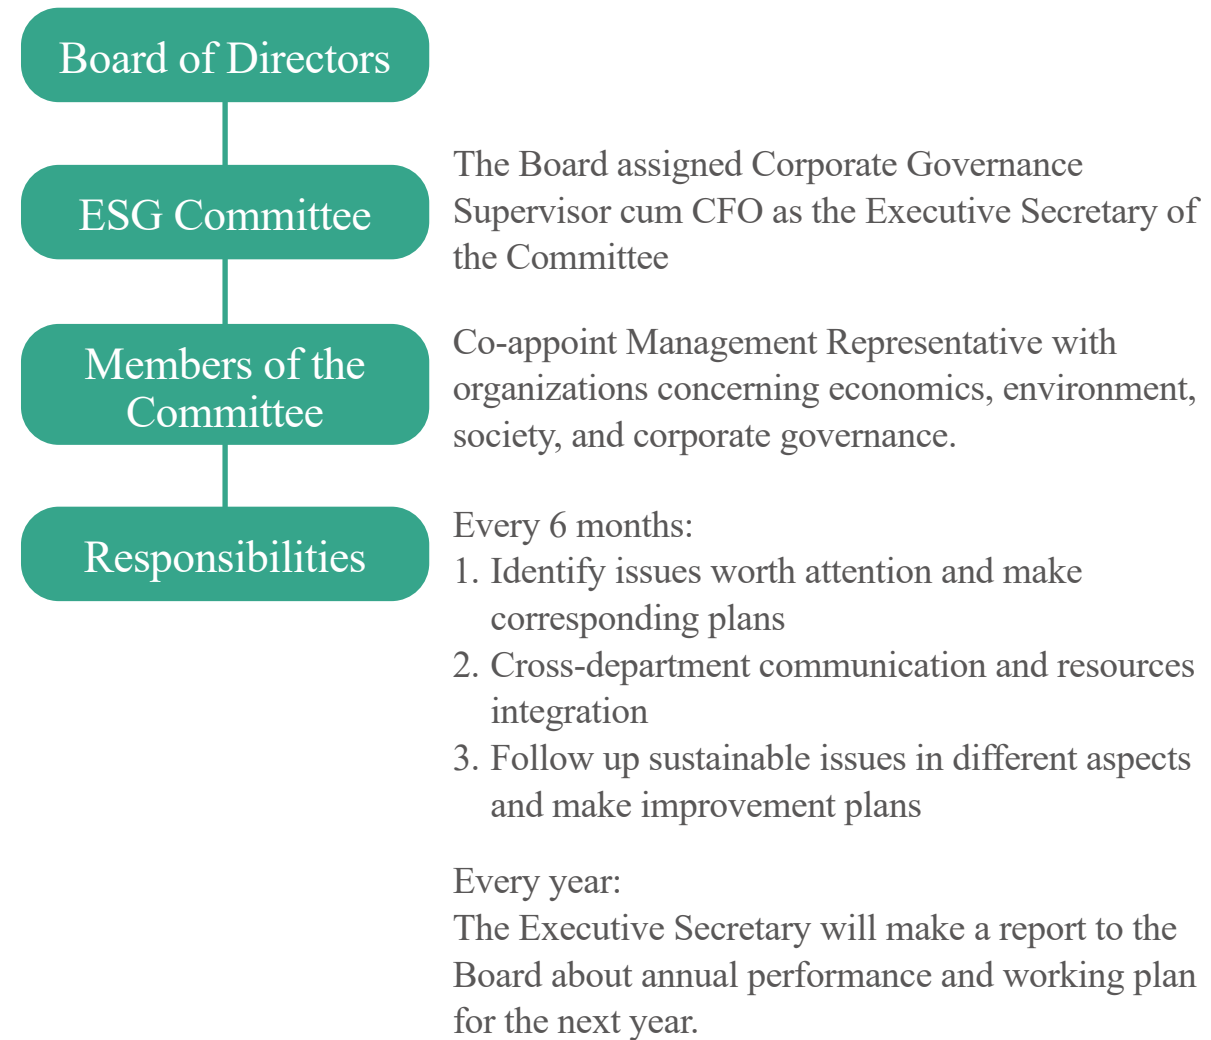 Board of Directors
ESG Committee
The Board assigned Corporate Governance
Supervisor cum CFO as the Executive Secretary of
the Committee
Members of the
Committee
Co-appoint Management Representative with
organizations concerning economics, environment,
society, and corporate governance.
Responsibilities
Every 6 months:
1. Identify issues worth attention and make
corresponding plans
2. Cross-department communication and resources
integration
3. Follow up sustainable issues in different aspects
and make improvement plans
Every year:
The Executive Secretary will make a report to the
Board about annual performance and working plan
for the next year.